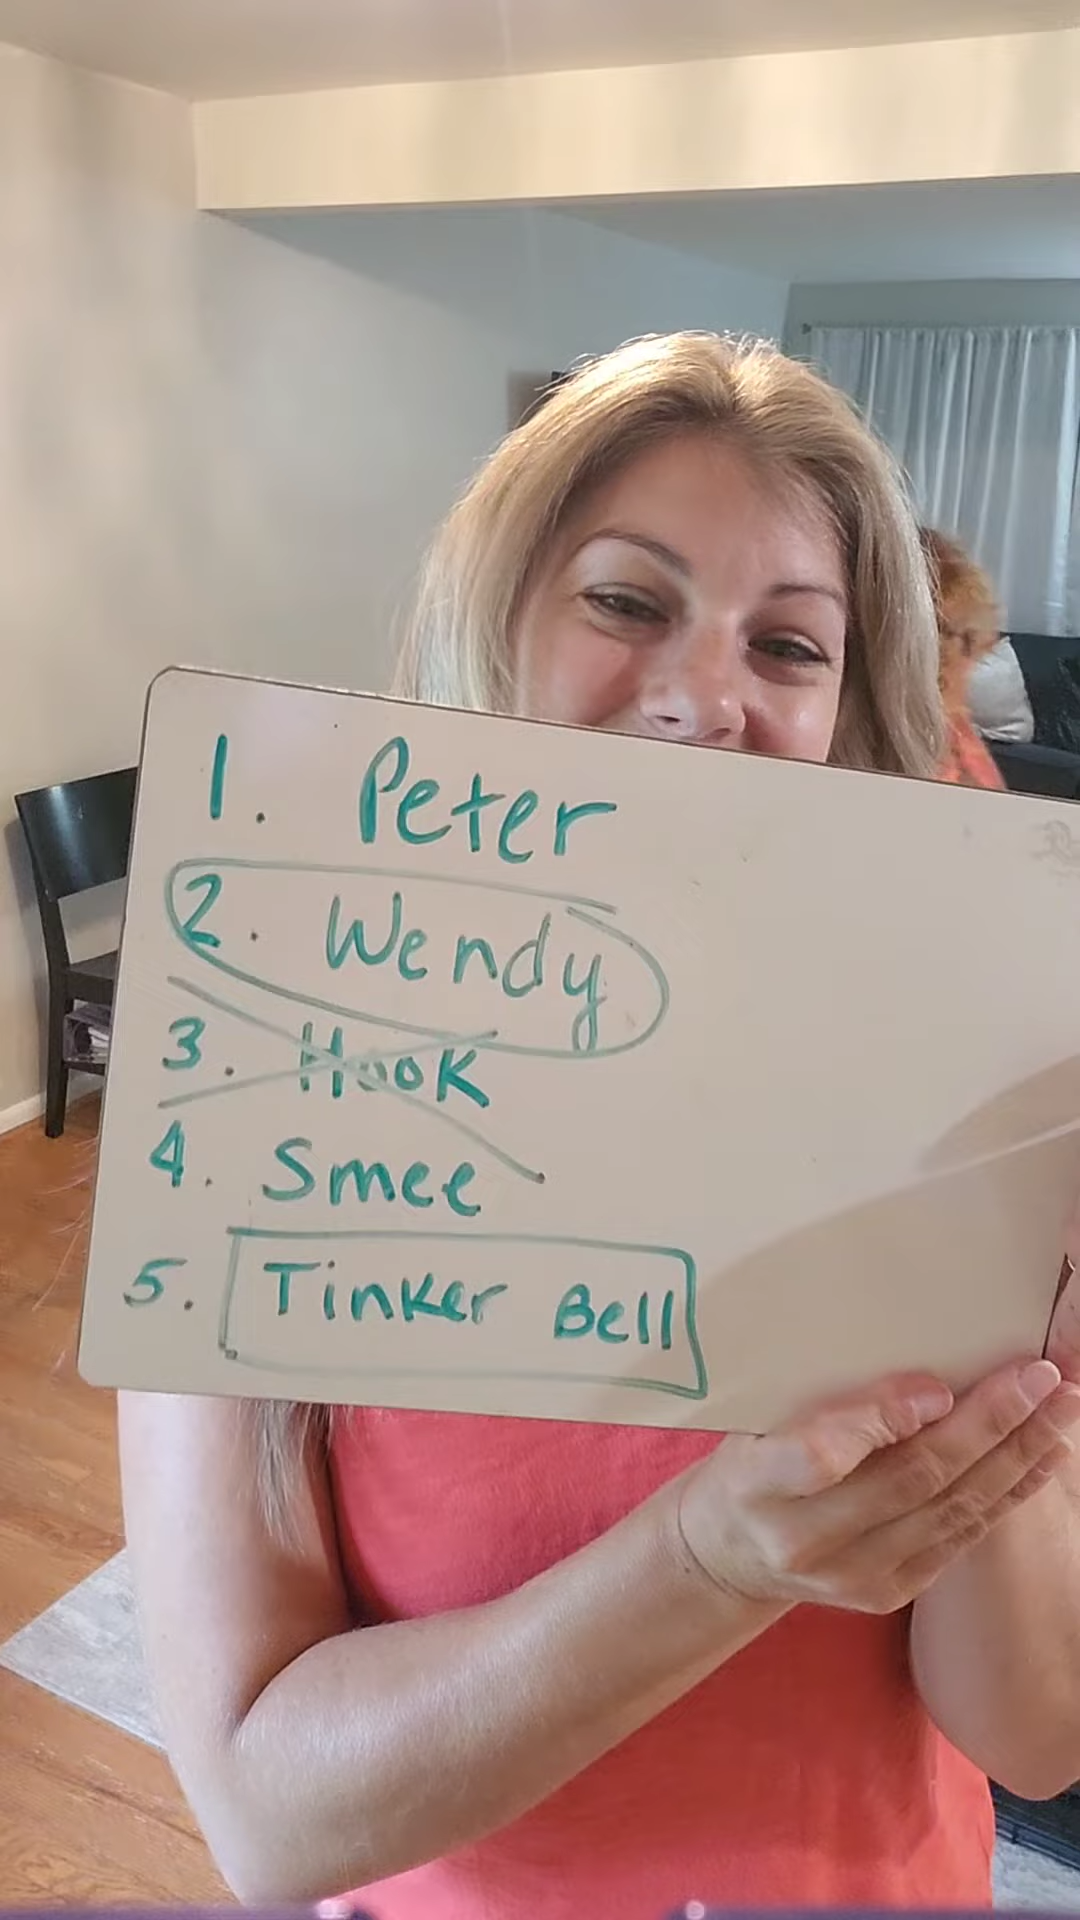 1. Peter
2. Wendy
3. Hook
4. Smee
5. Tinker Bell